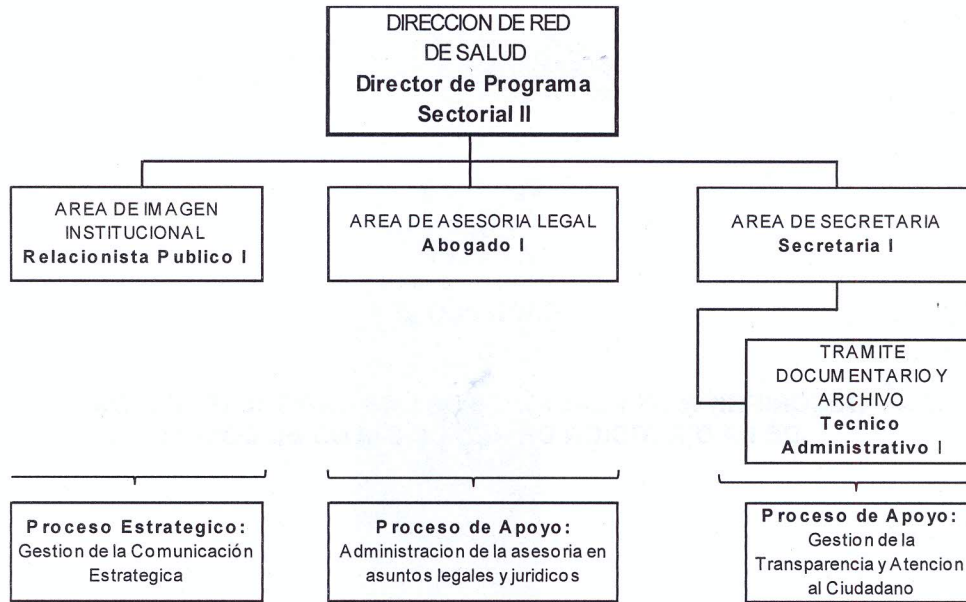 DIRECCION DE RED
DE SALUD
Director de Programa
Sectorial II
AREA DE IMAGEN
INSTITUCIONAL
Relacionista Publico I
AREA DE ASESORIA LEGAL
Abogado I
AREA DE SECRETARIA
Secretaria I
TRAMITE
DOCUMENTARIO Y
ARCHIVO
Tecnico
Administrativo I
Proceso Estrategico:
Gestion de la Comunicación
Estrategica
Proceso de Apoyo:
Administracion de la asesoria en
asuntos legales y juridicos
Proceso de Apoyo:
Gestion de la
Transparencia y Atencion
al Ciudadano